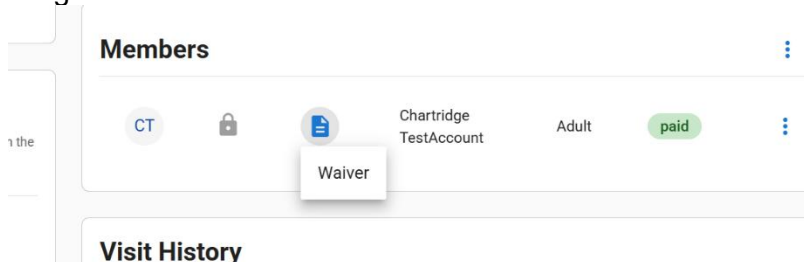 Members
CT
Chartridge
TestAccount
Adult
paid
Waiver
n the
Visit History